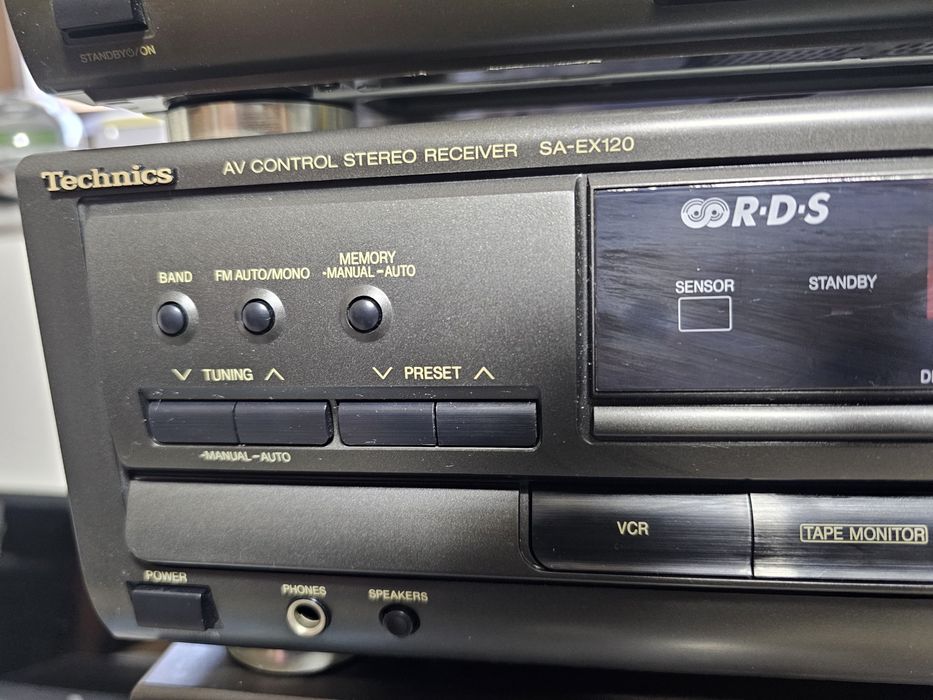 STANDBY⏻/ON
Technics
AV CONTROL STEREO RECEIVER SA-EX120
R·D·S
BAND
FM AUTO/MONO
MEMORY
-MANUAL -AUTO
SENSOR
STANDBY
TUNING
PRESET
-MANUAL -AUTO
VCR
TAPE MONITOR
POWER
PHONES
SPEAKERS